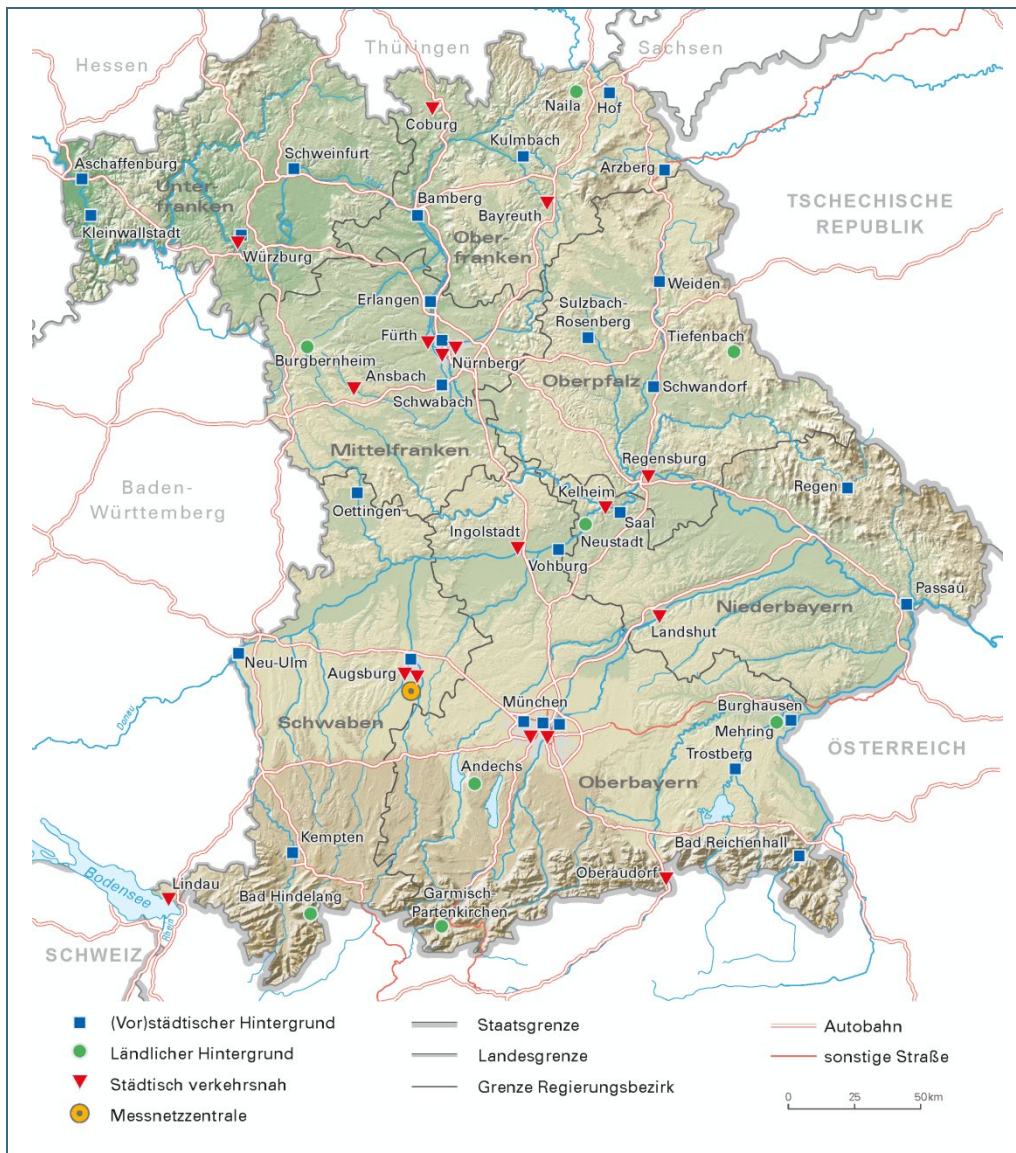 Thüringen
Sachsen
Hessen
Naila
Hof
Coburg
Kulmbach
Schweinfurt
Aschaffenburg
Arzberg
Unter-
franken
TSCHECHISCHE
REPUBLIK
Bamberg
Bayreuth
Kleinwallstadt
Ober-
franken
Würzburg
Weiden
Erlangen
Sulzbach-
Rosenberg
Fürth
Tiefenbach
Burgbernheim
Nürnberg
Ansbach
Oberpfalz
Schwabach
Schwandorf
Mittelfranken
Regensburg
Baden-
Württemberg
Kelheim
Regen
Oettingen
Saal
Ingolstadt
Neustadt
Vohburg
Passau
Niederbayern
Landshut
Neu-Ulm
Augsburg
Donau
München
Burghausen
Schwaben
Mehring
ÖSTERREICH
Trostberg
Andechs
Oberbayern
Kempten
Bad Reichenhall
Oberaudorf
Bodensee
Lindau
Bad Hindelang
Garmisch-
Partenkirchen
Rhein
SCHWEIZ
(Vor)städtischer Hintergrund
Staatsgrenze
Autobahn
Ländlicher Hintergrund
Landesgrenze
sonstige Straße
Städtisch verkehrsnah
Grenze Regierungsbezirk
Messnetzzentrale
0 25 50 km